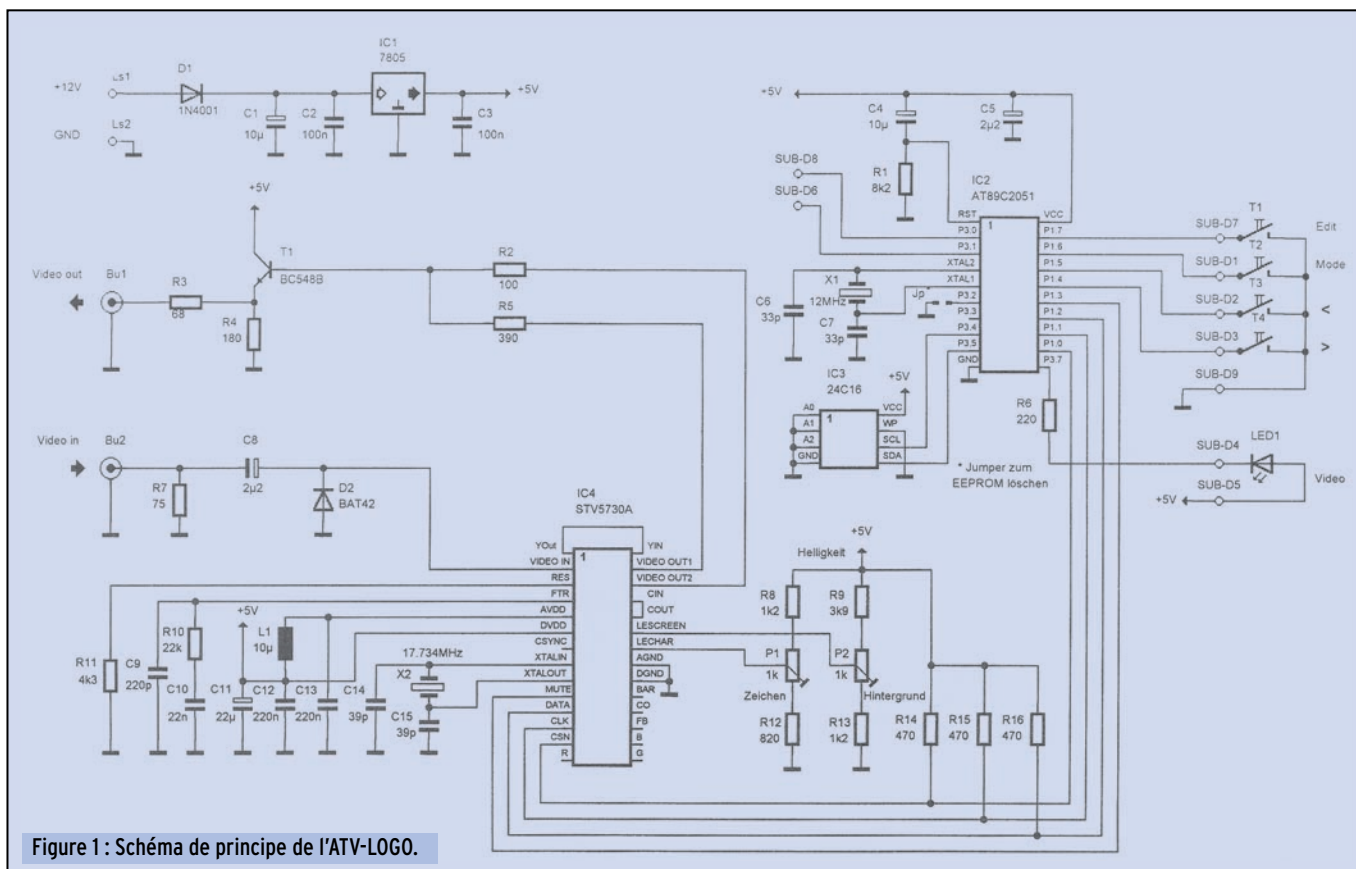 IC1
7805
D1
1N4001
+12V
Ls1
+5V
C1
10µ
C2
100n
C3
100n
GND
Ls2
+5V
T1
BC548B
Video out
Bu1
R3
68
R4
180
R2
100
R5
390
Video in
Bu2
C8
2µ2
R7
75
D2
BAT42
+5V
C4
10µ
C5
2µ2
SUB-D8
SUB-D6
R1
8k2
IC2
AT89C2051
1
RST
P3.0
P3.1
XTAL2
XTAL1
P3.2
P3.3
P3.4
P3.5
GND
VCC
P1.7
P1.6
P1.5
P1.4
P1.3
P1.2
P1.1
P1.0
P3.7
X1
12MHz
Jp*
C6
33p
C7
33p
SUB-D7
T1
Edit
SUB-D1
T2
Mode
SUB-D2
T3
<
SUB-D3
T4
>
SUB-D9
IC3
24C16
+5V
1
A0
A1
A2
GND
VCC
WP
SCL
SDA
R6
220
* Jumper zum
EEPROM löschen
SUB-D4
LED1
SUB-D5
Video
+5V
IC4
STV5730A
1
YOut
VIDEO IN
RES
FTR
AVDD
DVDD
CSYNC
XTALIN
XTALOUT
MUTE
DATA
CLK
CSN
R
YIN
VIDEO OUT1
VIDEO OUT2
CIN
COUT
LESCREEN
LECHAR
AGND
DGND
BAR
CO
FB
B
G
R11
4k3
C9
220p
R10
22k
C10
22n
+5V
L1
10µ
C11
22µ
C12
220n
C13
220n
C14
39p
17.734MHz
X2
C15
39p
Helligkeit
+5V
R8
1k2
R9
3k9
P1
1k
P2
1k
Zeichen
Hintergrund
R12
820
R13
1k2
R14
470
R15
470
R16
470
Figure 1 : Schéma de principe de l'ATV-LOGO.